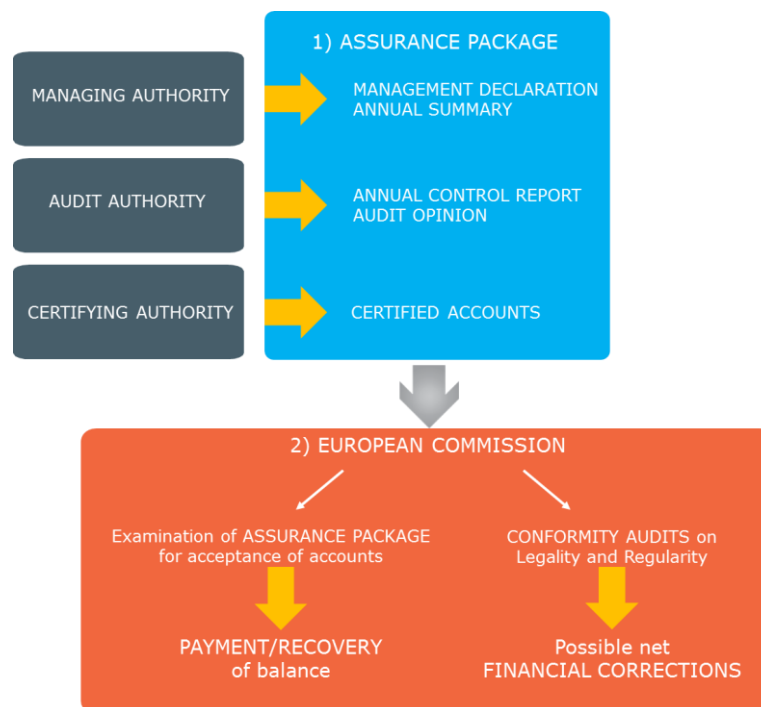 1) ASSURANCE PACKAGE
MANAGING AUTHORITY
MANAGEMENT DECLARATION
ANNUAL SUMMARY
AUDIT AUTHORITY
ANNUAL CONTROL REPORT
AUDIT OPINION
CERTIFYING AUTHORITY
CERTIFIED ACCOUNTS
2) EUROPEAN COMMISSION
Examination of ASSURANCE PACKAGE
for acceptance of accounts
CONFORMITY AUDITS on
Legality and Regularity
PAYMENT/RECOVERY
of balance
Possible net
FINANCIAL CORRECTIONS